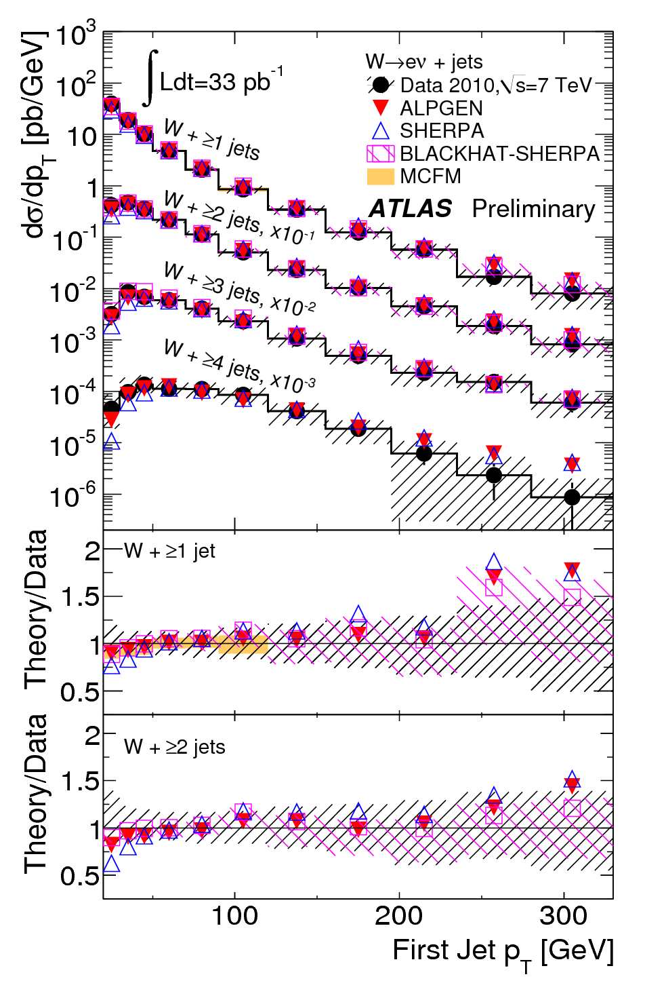 dσ/dpT [pb/GeV]
10³
10²
10
1
10⁻¹
10⁻²
10⁻³
10⁻⁴
10⁻⁵
10⁻⁶
∫Ldt=33 pb⁻¹
W→eν + jets
Data 2010,√s=7 TeV
ALPGEN
SHERPA
BLACKHAT-SHERPA
MCFM
ATLAS Preliminary
W + ≥1 jets
W + ≥2 jets, x10⁻¹
W + ≥3 jets, x10⁻²
W + ≥4 jets, x10⁻³
Theory/Data
2
1.5
1
0.5
W + ≥1 jet
Theory/Data
2
1.5
1
0.5
W + ≥2 jets
100 200 300
First Jet pT [GeV]